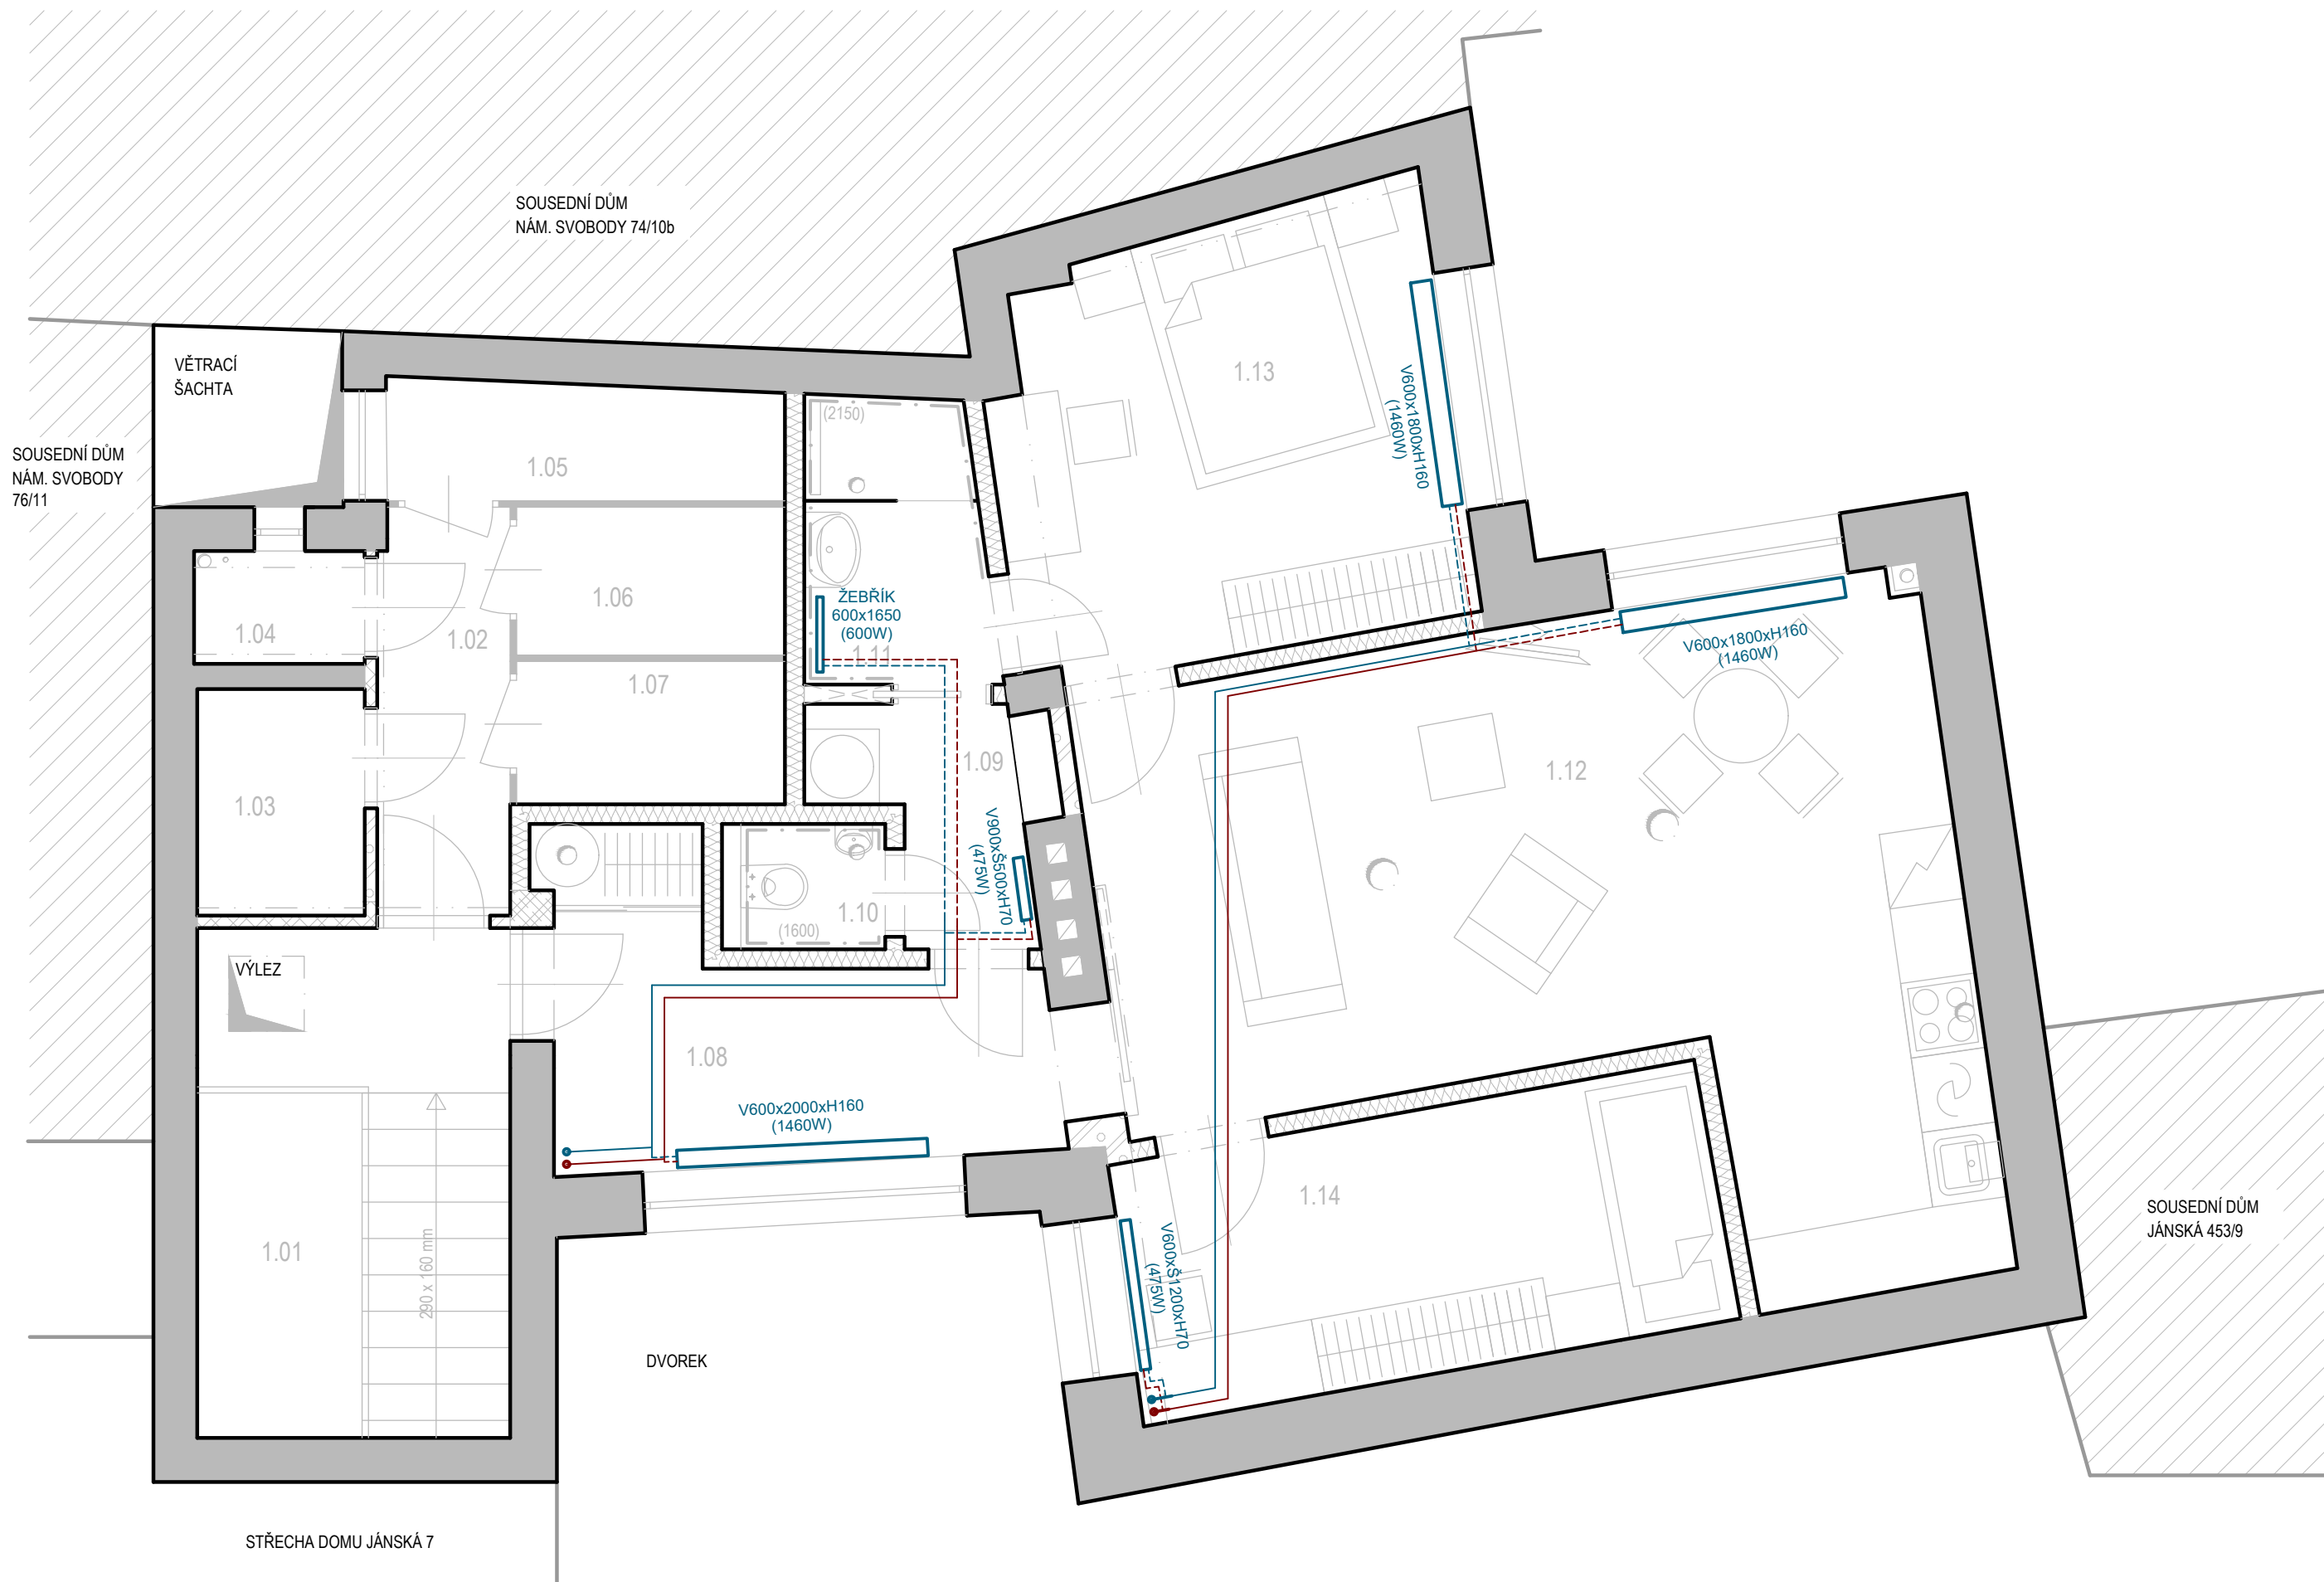 SOUSEDNÍ DŮM
NÁM. SVOBODY 74/10b
VĚTRACÍ
ŠACHTA
SOUSEDNÍ DŮM
NÁM. SVOBODY
76/11
1.13
V600x1800xH160
(1460W)
(2150)
1.05
1.06
1.02
1.04
ŽEBŘÍK
600x1650
(600W)
1.11
1.07
V600x1800xH160
(1460W)
1.09
1.12
1.03
V900xŠ500xH70
(475W)
1.10
(1600)
VÝLEZ
1.08
V600x2000xH160
(1460W)
1.14
1.01
290 x 160 mm
V600xŠ1200xH70
(475W)
SOUSEDNÍ DŮM
JÁNSKÁ 453/9
DVOREK
STŘECHA DOMU JÁNSKÁ 7